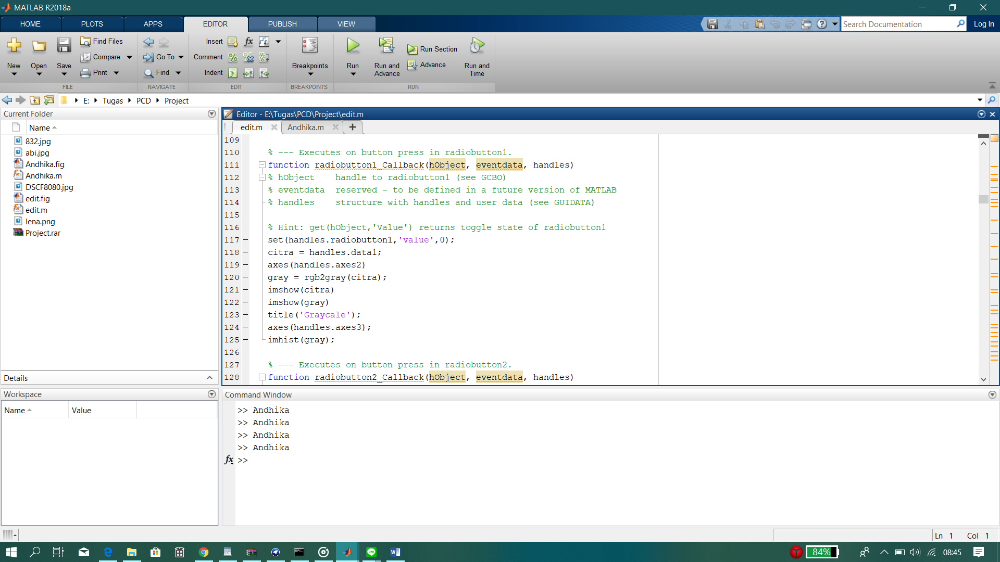 MATLAB R2018a
HOME PLOTS APPS EDITOR PUBLISH VIEW
Search Documentation
Log In
New Open Save
Find Files
Compare
Print
FILE
Go To
Find
NAVIGATE
Insert fx fi
Comment
Indent
EDIT
Breakpoints
BREAKPOINTS
Run
Run and Advance
Run Section
Advance
Run and Time
RUN
E: Tugas PCD Project
Current Folder
Name
832.jpg
abi.jpg
Andhika.fig
Andhika.m
DSCF8080.jpg
edit.fig
edit.m
lena.png
Project.rar
Details
Workspace
Name Value
Editor - E:\Tugas\PCD\Project\edit.m
edit.m Andhika.m
109
110 % --- Executes on button press in radiobutton1.
111 function radiobutton1_Callback(hObject, eventdata, handles)
112 % hObject    handle to radiobutton1 (see GCBO)
113 % eventdata  reserved - to be defined in a future version of MATLAB
114 % handles    structure with handles and user data (see GUIDATA)
115
116 % Hint: get(hObject,'Value') returns toggle state of radiobutton1
117 – set(handles.radiobutton1,'value',0);
118 – citra = handles.data1;
119 – axes(handles.axes2)
120 – gray = rgb2gray(citra);
121 – imshow(citra)
122 – imshow(gray)
123 – title('Graycale');
124 – axes(handles.axes3);
125 – imhist(gray);
126
127 % --- Executes on button press in radiobutton2.
128 function radiobutton2_Callback(hObject, eventdata, handles)
Command Window
>> Andhika
>> Andhika
>> Andhika
>> Andhika
fx >>
Ln 1 Col 1
84%
08:45